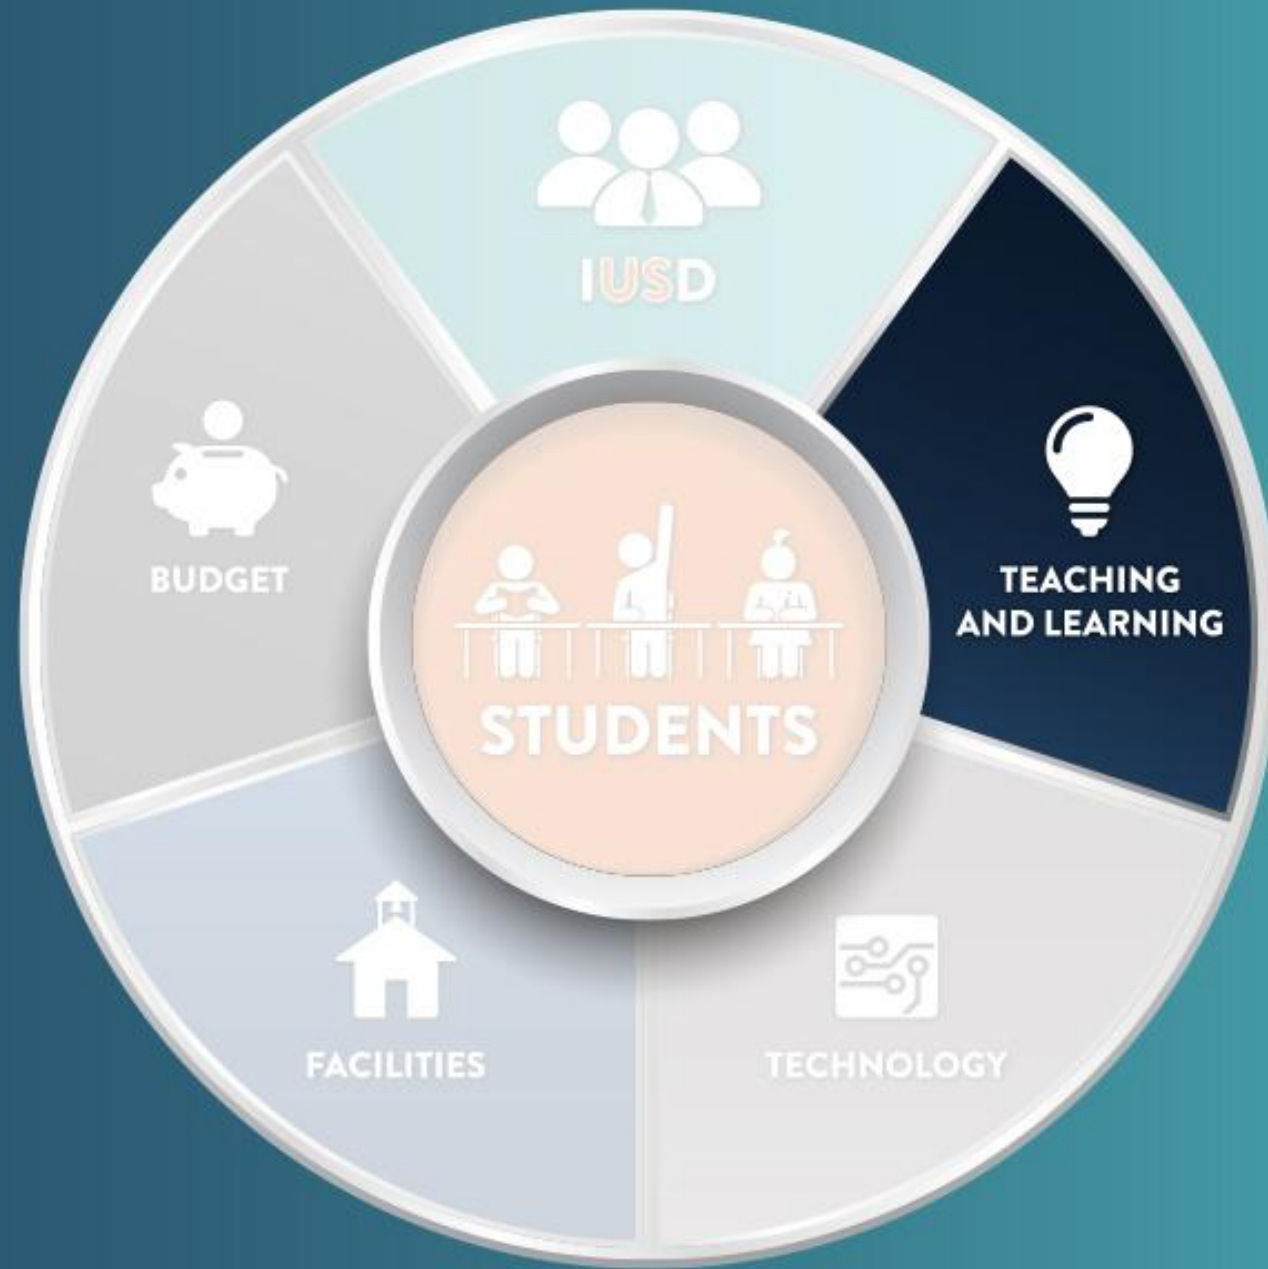 IUSD
BUDGET
TEACHING
AND LEARNING
STUDENTS
FACILITIES
TECHNOLOGY